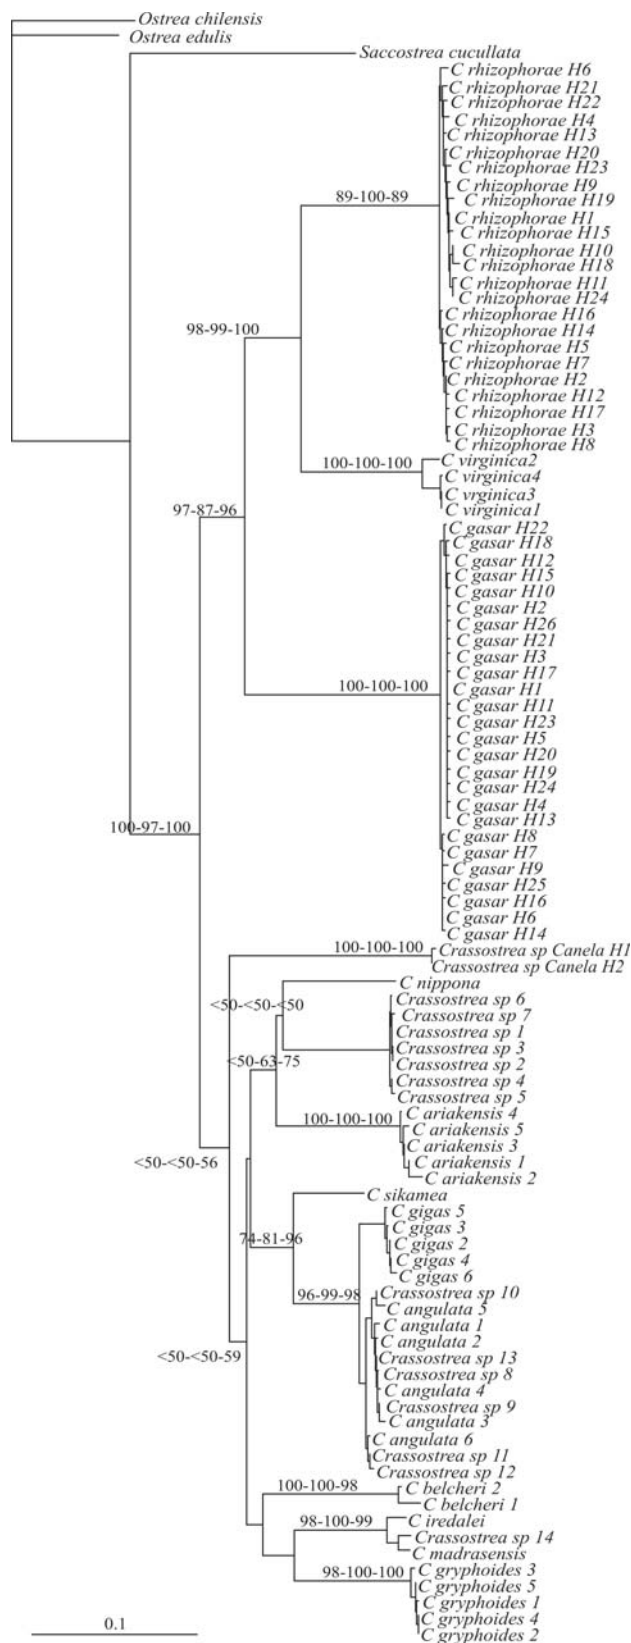 Ostrea chilensis
Ostrea edulis
Saccostrea cucullata
C rhizophorae H6
C rhizophorae H21
C rhizophorae H22
C rhizophorae H4
C rhizophorae H13
C rhizophorae H20
C rhizophorae H23
C rhizophorae H9
89-100-89
C rhizophorae H19
C rhizophorae H1
C rhizophorae H15
C rhizophorae H10
C rhizophorae H18
C rhizophorae H11
C rhizophorae H24
C rhizophorae H16
98-99-100
C rhizophorae H14
C rhizophorae H5
C rhizophorae H7
C rhizophorae H2
C rhizophorae H12
C rhizophorae H17
C rhizophorae H3
C rhizophorae H8
100-100-100
C virginica2
C virginica4
C vrginica3
97-87-96
C virginica1
C gasar H22
C gasar H18
C gasar H12
C gasar H15
C gasar H10
C gasar H2
C gasar H26
C gasar H21
C gasar H3
C gasar H17
100-100-100
C gasar H1
C gasar H11
C gasar H23
C gasar H5
C gasar H20
C gasar H19
C gasar H24
C gasar H4
C gasar H13
100-97-100
C gasar H8
C gasar H7
C gasar H9
C gasar H25
C gasar H16
C gasar H6
C gasar H14
100-100-100
Crassostrea sp Canela H1
Crassostrea sp Canela H2
C nippona
<50-<50-<50
Crassostrea sp 6
Crassostrea sp 7
Crassostrea sp 1
Crassostrea sp 3
<50-63-75
Crassostrea sp 2
Crassostrea sp 4
Crassostrea sp 5
100-100-100
C ariakensis 4
C ariakensis 5
C ariakensis 3
<50-<50-56
C ariakensis 1
C ariakensis 2
C sikamea
C gigas 5
C gigas 3
74-81-96
C gigas 2
C gigas 4
C gigas 6
96-99-98
Crassostrea sp 10
C angulata 5
C angulata 1
C angulata 2
<50-<50-59
Crassostrea sp 13
Crassostrea sp 8
C angulata 4
Crassostrea sp 9
C angulata 3
C angulata 6
Crassostrea sp 11
Crassostrea sp 12
100-100-98
C belcheri 2
C belcheri 1
98-100-99
C iredalei
Crassostrea sp 14
C madrasensis
98-100-100
C gryphoides 3
C gryphoides 5
C gryphoides 1
0.1
C gryphoides 4
C gryphoides 2